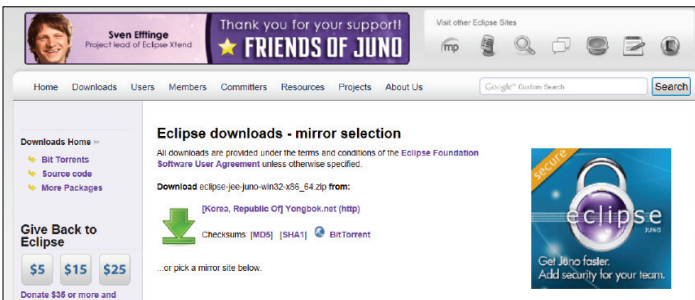 Sven Efftinge
Project lead of Eclipse Xtend
Thank you for your support!
FRIENDS OF JUNO
Visit other Eclipse Sites
mp
Home Downloads Users Members Committers Resources Projects About Us
Google™ Custom Search
Search
Downloads Home
Bit Torrents
Source code
More Packages
Give Back to
Eclipse
$5 $15 $25
Donate $35 or more and
Eclipse downloads - mirror selection
All downloads are provided under the terms and conditions of the Eclipse Foundation
Software User Agreement unless otherwise specified.
Download eclipse-jee-juno-win32-x86_64.zip from:
[Korea, Republic Of] Yongbok.net (http)
Checksums: [MD5] [SHA1] BitTorrent
...or pick a mirror site below.
secure
eclipse
JUNO
Get Juno faster.
Add security for your team.